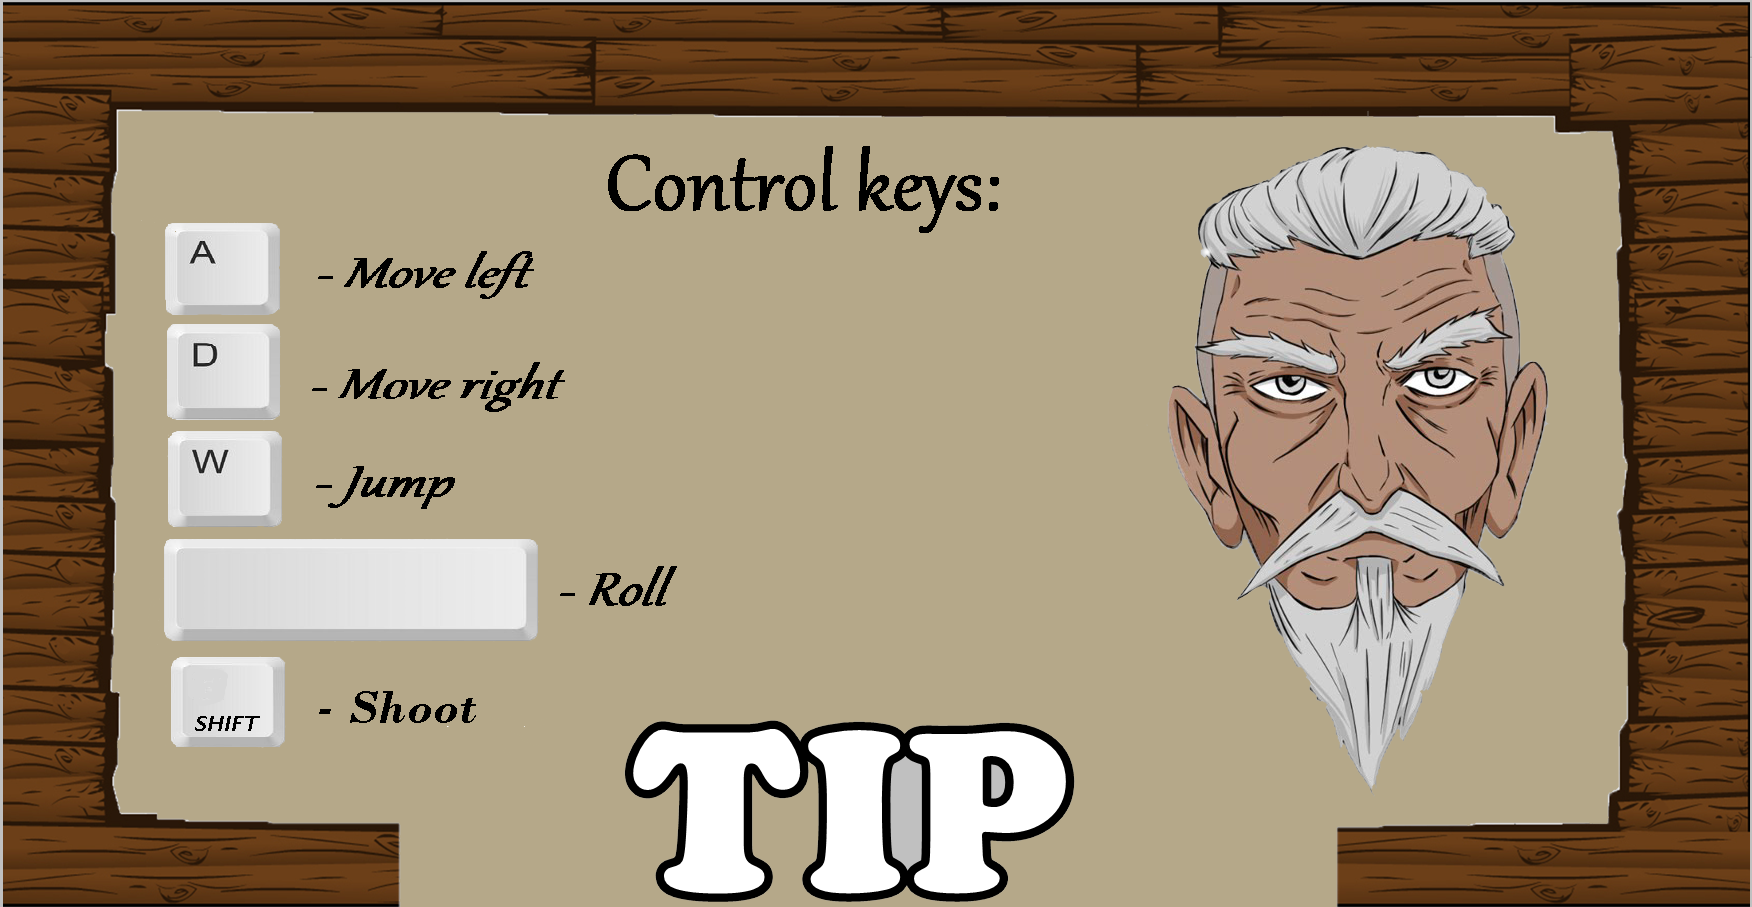 Control keys:
A - Move left
D - Move right
W - Jump
- Roll
SHIFT - Shoot
TIP